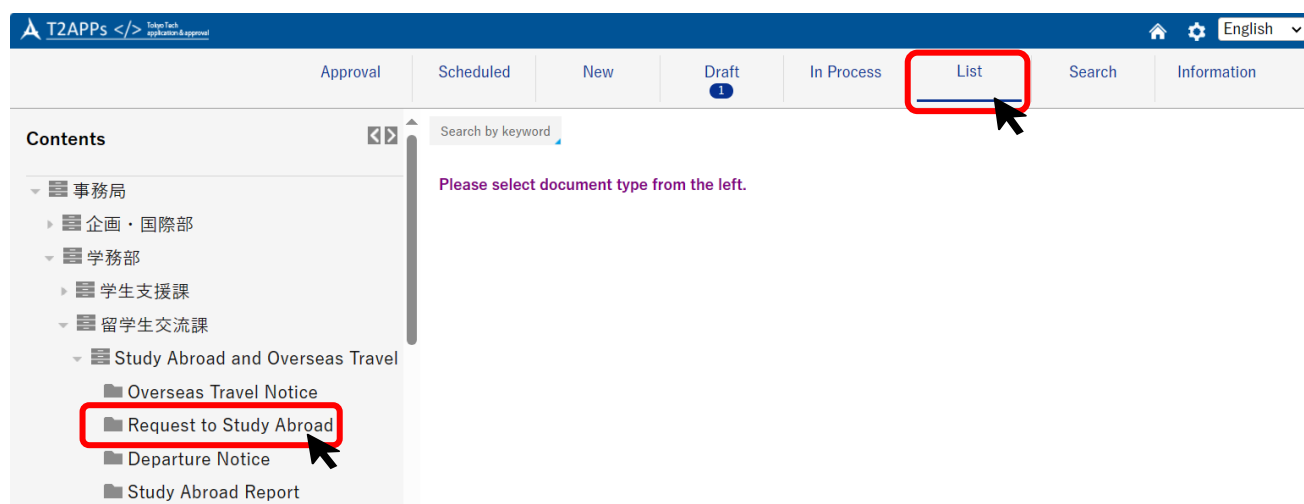 T2APPs </> Tokyo Tech application & approval
English
Approval Scheduled New Draft 1 In Process List Search Information
Contents
Search by keyword
Please select document type from the left.
事務局
企画・国際部
学務部
学生支援課
留学生交流課
Study Abroad and Overseas Travel
Overseas Travel Notice
Request to Study Abroad
Departure Notice
Study Abroad Report